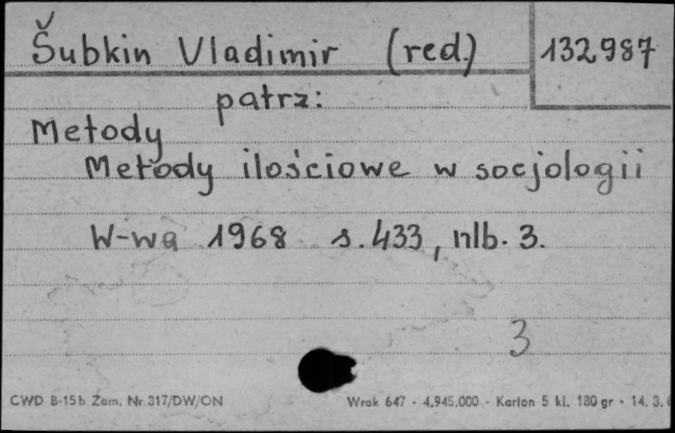 Šubkin Vladimir (red.) 132987
patrz:
Metody
Metody ilościowe w socjologii
W-wa 1968 s. 433, nlb. 3.
3
CWD B-15b Zam. Nr 317/DW/ON Wrak 647 - 4.945.000 - Karton 5 kl. 180 gr - 14. 3.